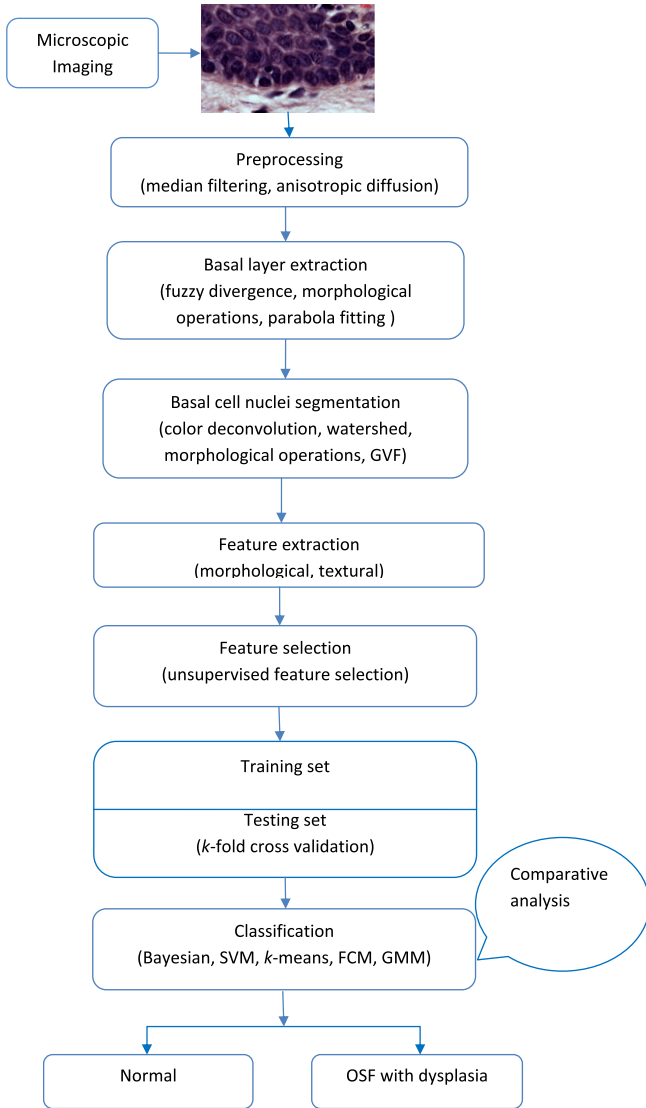 Microscopic
Imaging
Preprocessing
(median filtering, anisotropic diffusion)
Basal layer extraction
(fuzzy divergence, morphological
operations, parabola fitting )
Basal cell nuclei segmentation
(color deconvolution, watershed,
morphological operations, GVF)
Feature extraction
(morphological, textural)
Feature selection
(unsupervised feature selection)
Training set
Testing set
(k-fold cross validation)
Comparative
analysis
Classification
(Bayesian, SVM, k-means, FCM, GMM)
Normal
OSF with dysplasia